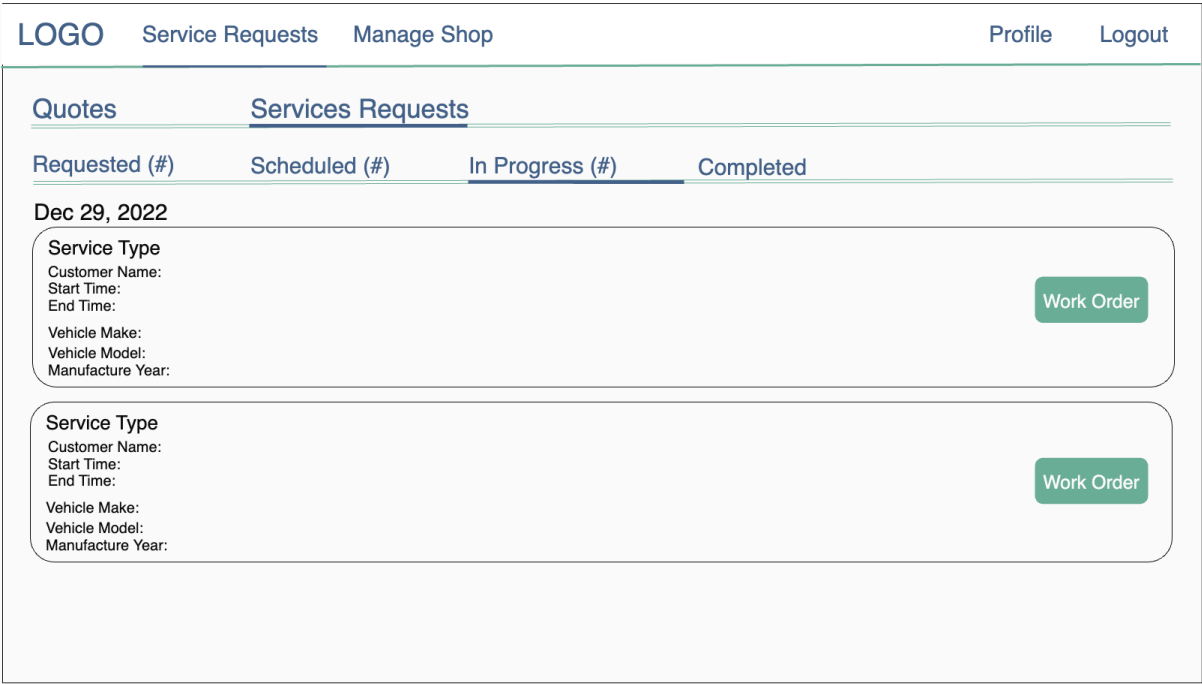 LOGO Service Requests Manage Shop Profile Logout
Quotes Services Requests
Requested (#) Scheduled (#) In Progress (#) Completed
Dec 29, 2022
Service Type
Customer Name:
Start Time:
End Time:
Work Order
Vehicle Make:
Vehicle Model:
Manufacture Year:
Service Type
Customer Name:
Start Time:
End Time:
Work Order
Vehicle Make:
Vehicle Model:
Manufacture Year: